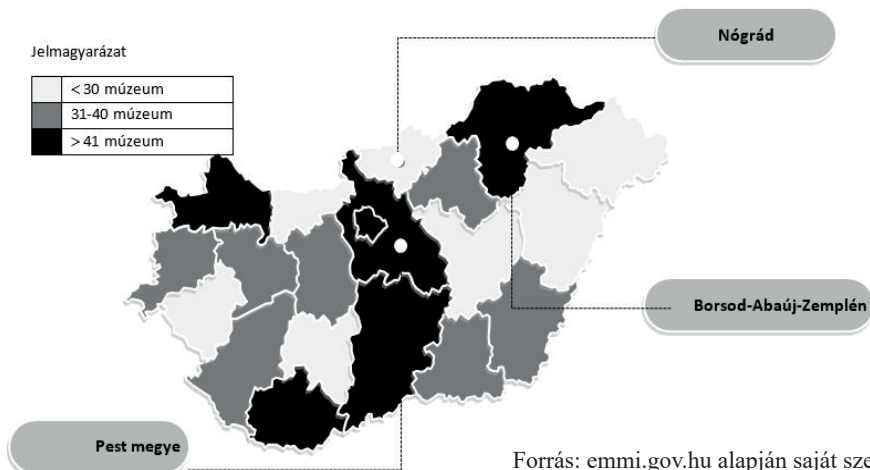 Nógrád
Jelmagyarázat
< 30 múzeum
31-40 múzeum
> 41 múzeum
Borsod-Abaúj-Zemplén
Pest megye
Forrás: emmi.gov.hu alapján saját